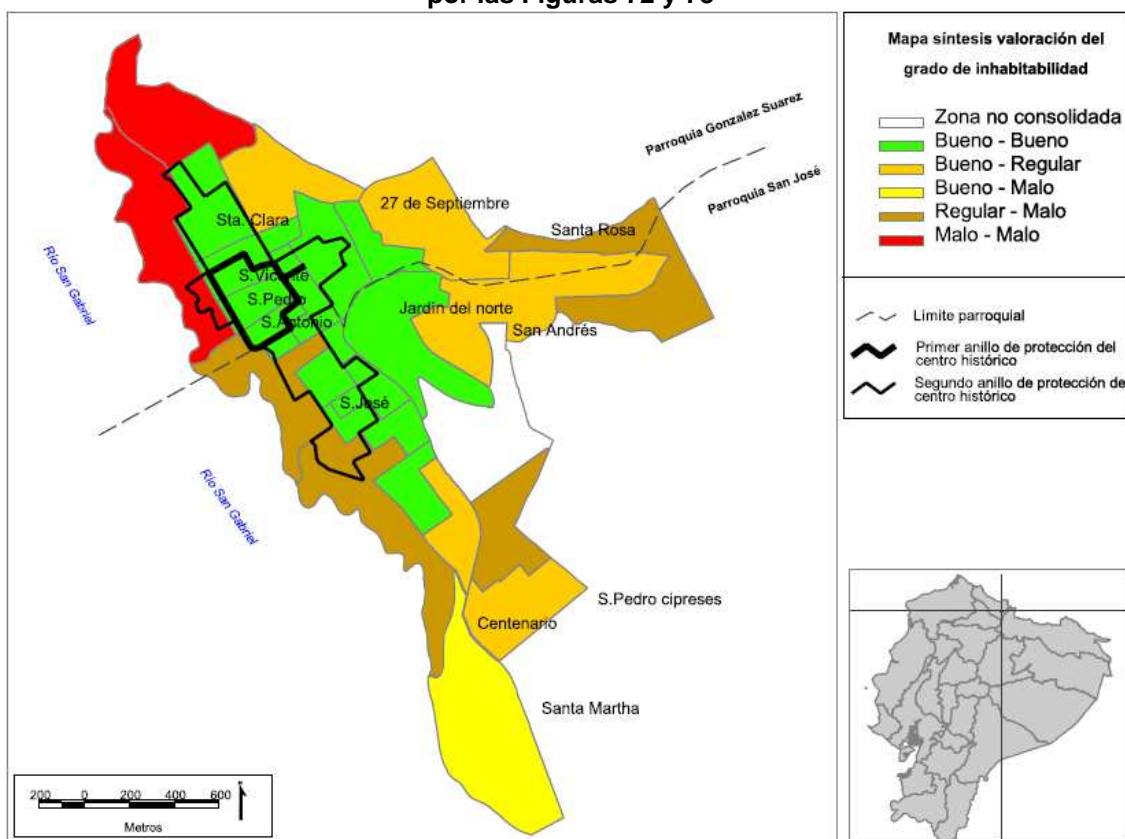 por las Figuras 72 y 73
Mapa síntesis valoración del
grado de inhabitabilidad
Zona no consolidada
Bueno - Bueno
Bueno - Regular
Bueno - Malo
Regular - Malo
Malo - Malo
Límite parroquial
Primer anillo de protección del
centro histórico
Segundo anillo de protección de
centro histórico
Parroquia Gonzalez Suarez
Parroquia San José
27 de Septiembre
Santa Rosa
Sta. Clara
Río San Gabriel
S.Vicente
S.Pedro
S.Antonio
Jardín del norte
San Andrés
S.José
Río San Gabriel
S.Pedro cipreses
Centenario
Santa Martha
200 0 200 400 600
Metros